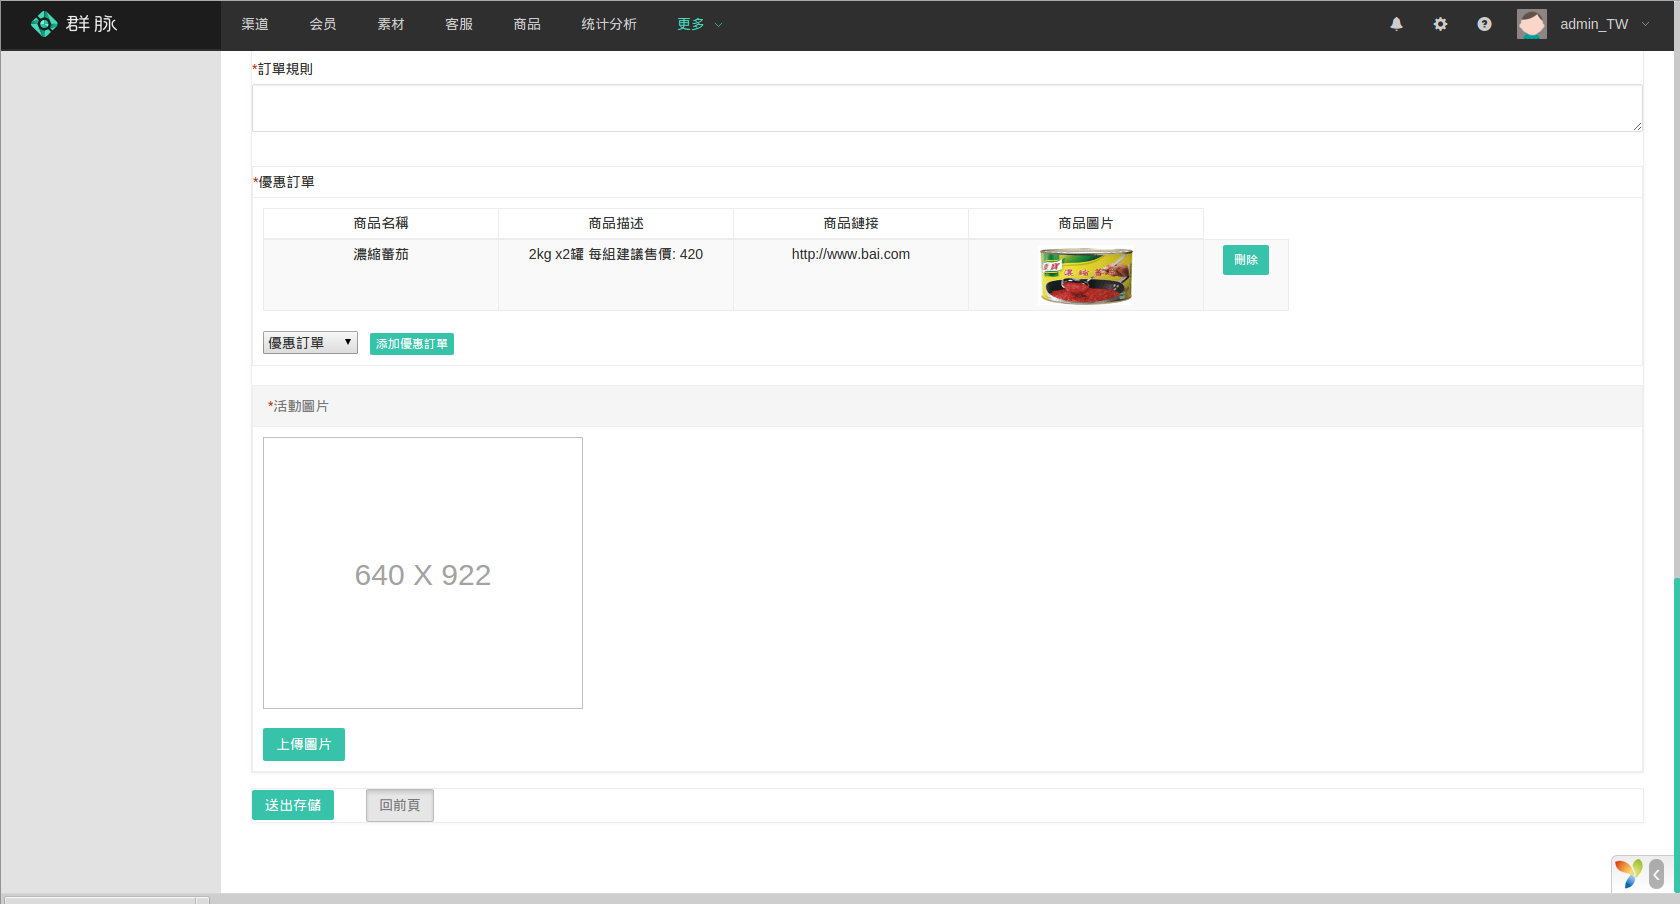 群脉 渠道 会员 素材 客服 商品 统计分析 更多 admin_TW
*訂單規則
*優惠訂單
商品名稱 商品描述 商品鏈接 商品圖片
濃縮蕃茄 2kg x2罐 每組建議售價: 420 http://www.bai.com 刪除
優惠訂單 添加優惠訂單
*活動圖片
640 X 922
上傳圖片
送出存儲 回前頁